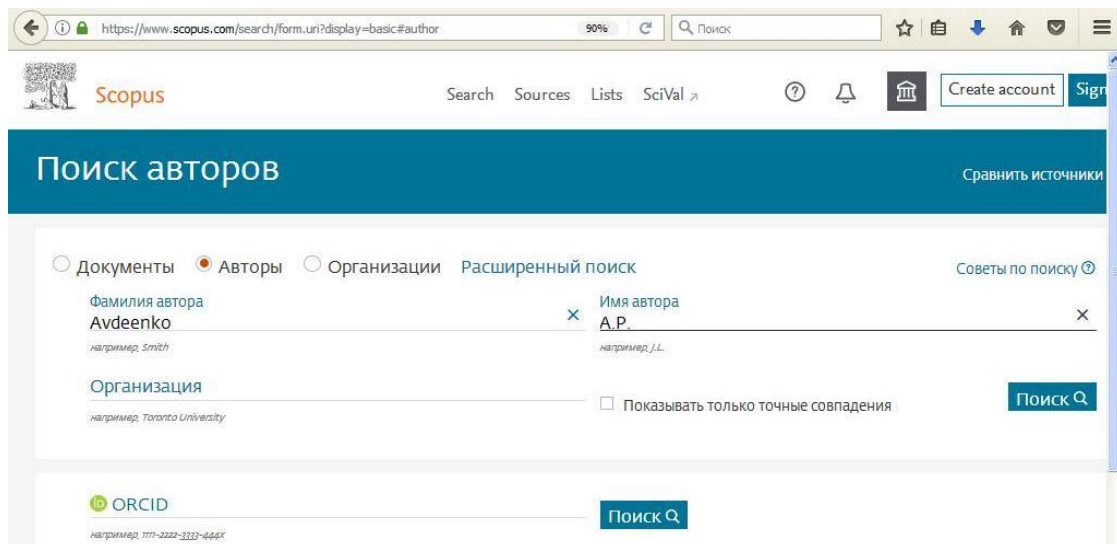 https://www.scopus.com/search/form.uri?display=basic#author 90% Поиск
Scopus Search Sources Lists SciVal Create account Sign
Поиск авторов Сравнить источники
Документы Авторы Организации Расширенный поиск Советы по поиску
Фамилия автора Имя автора
Avdeenko A.P.
например, Smith например, J.L.
Организация
Показывать только точные совпадения Поиск
например, Toronto University
ORCID
Поиск
например, 1111-2222-3333-444x